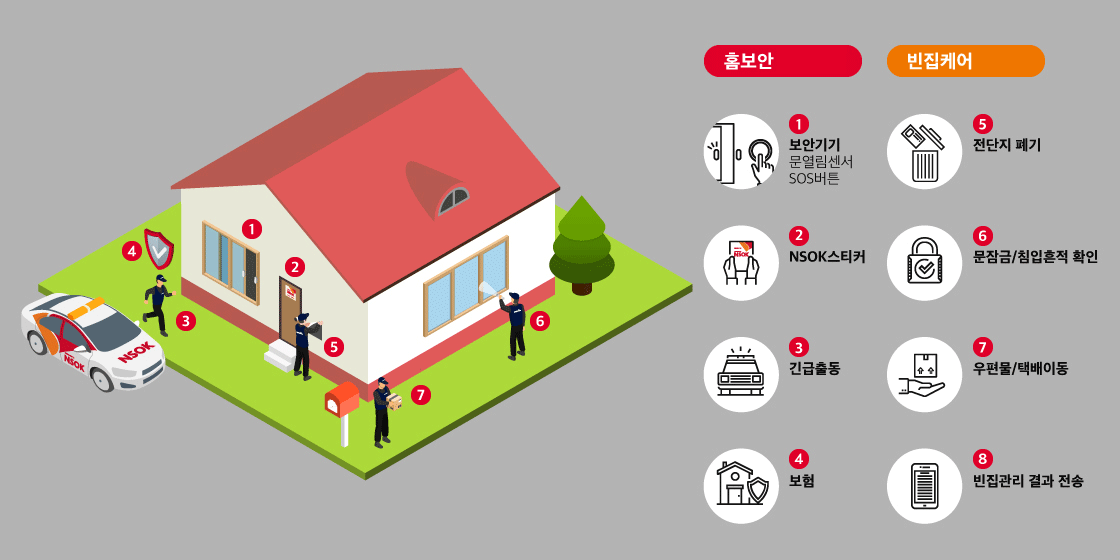 홈보안
1
보안기기
문열림센서
SOS버튼
2
NSOK스티커
3
긴급출동
4
보험
빈집케어
5
전단지 폐기
6
문잠금/침입흔적 확인
7
우편물/택배이동
8
빈집관리 결과 전송
1
2
3
4
5
6
7
NSOK
NSOK
NSOK